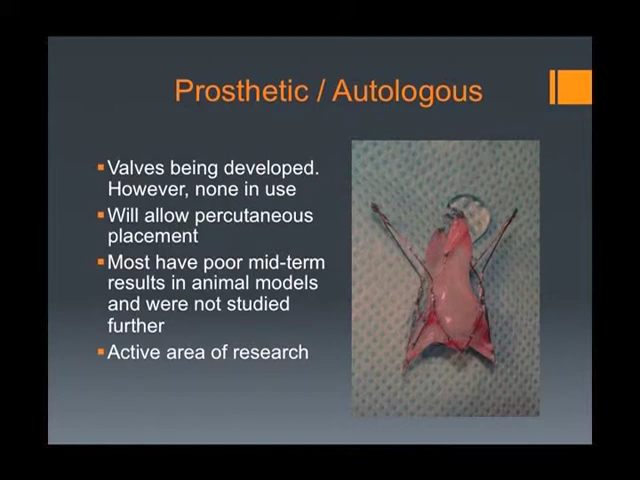 Prosthetic / Autologous
Valves being developed.
However, none in use
Will allow percutaneous
placement
Most have poor mid-term
results in animal models
and were not studied
further
Active area of research